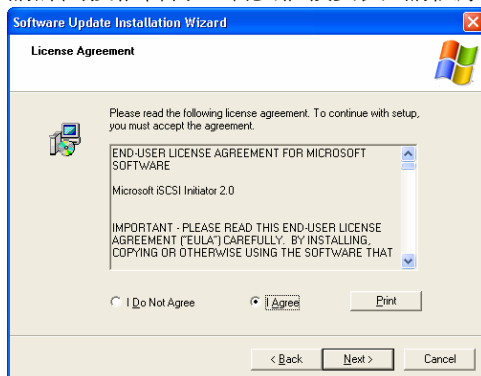 Software Update Installation Wizard
License Agreement
Please read the following license agreement. To continue with setup,
you must accept the agreement.
END-USER LICENSE AGREEMENT FOR MICROSOFT
SOFTWARE
Microsoft iSCSI Initiator 2.0
IMPORTANT - PLEASE READ THIS END-USER LICENSE
AGREEMENT ("EULA") CAREFULLY. BY INSTALLING,
COPYING OR OTHERWISE USING THE SOFTWARE THAT
I Do Not Agree
I Agree
Print
< Back
Next >
Cancel